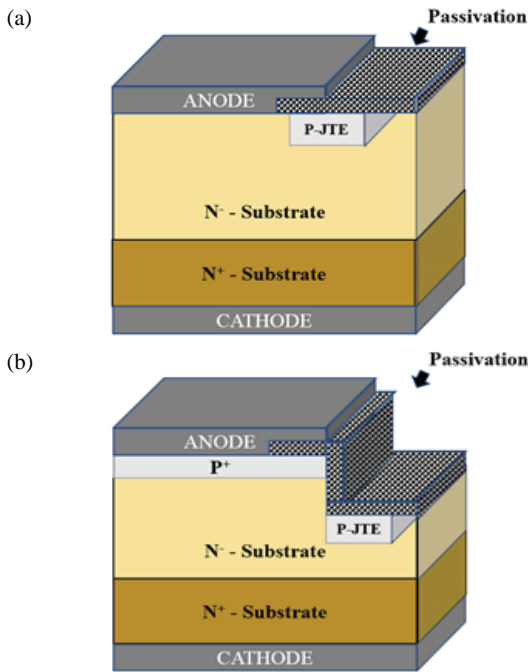 (a)
Passivation
ANODE
P-JTE
N⁻ - Substrate
N⁺ - Substrate
CATHODE
(b)
Passivation
ANODE
P⁺
P-JTE
N⁻ - Substrate
N⁺ - Substrate
CATHODE